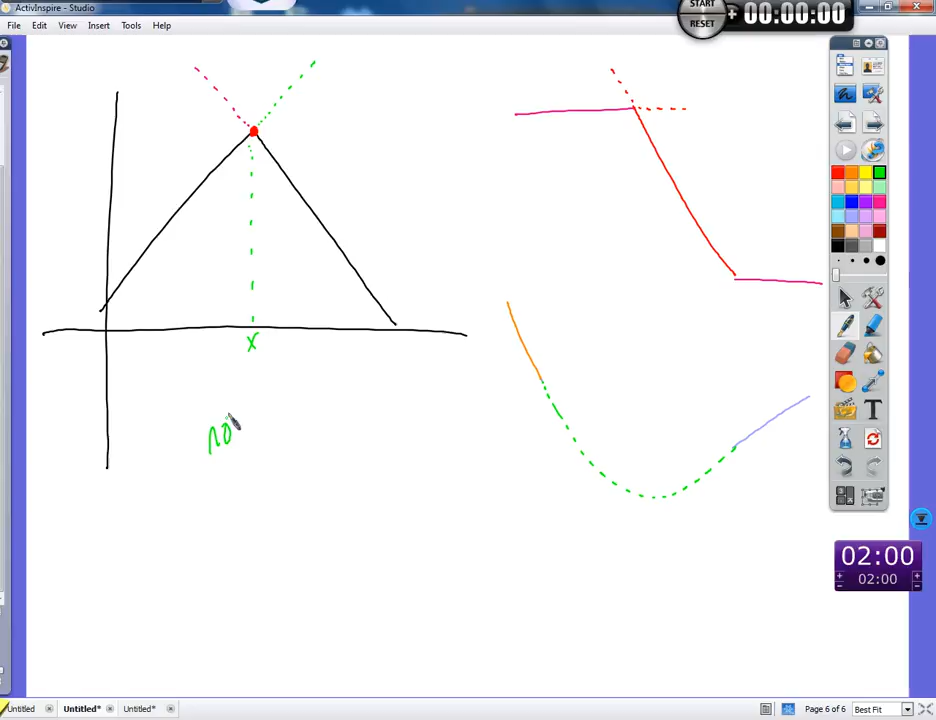 ActivInspire - Studio
START
RESET
00:00:00
File Edit View Insert Tools Help
x
no
T
02:00
02:00
Untitled Untitled* Untitled* Page 6 of 6 Best Fit